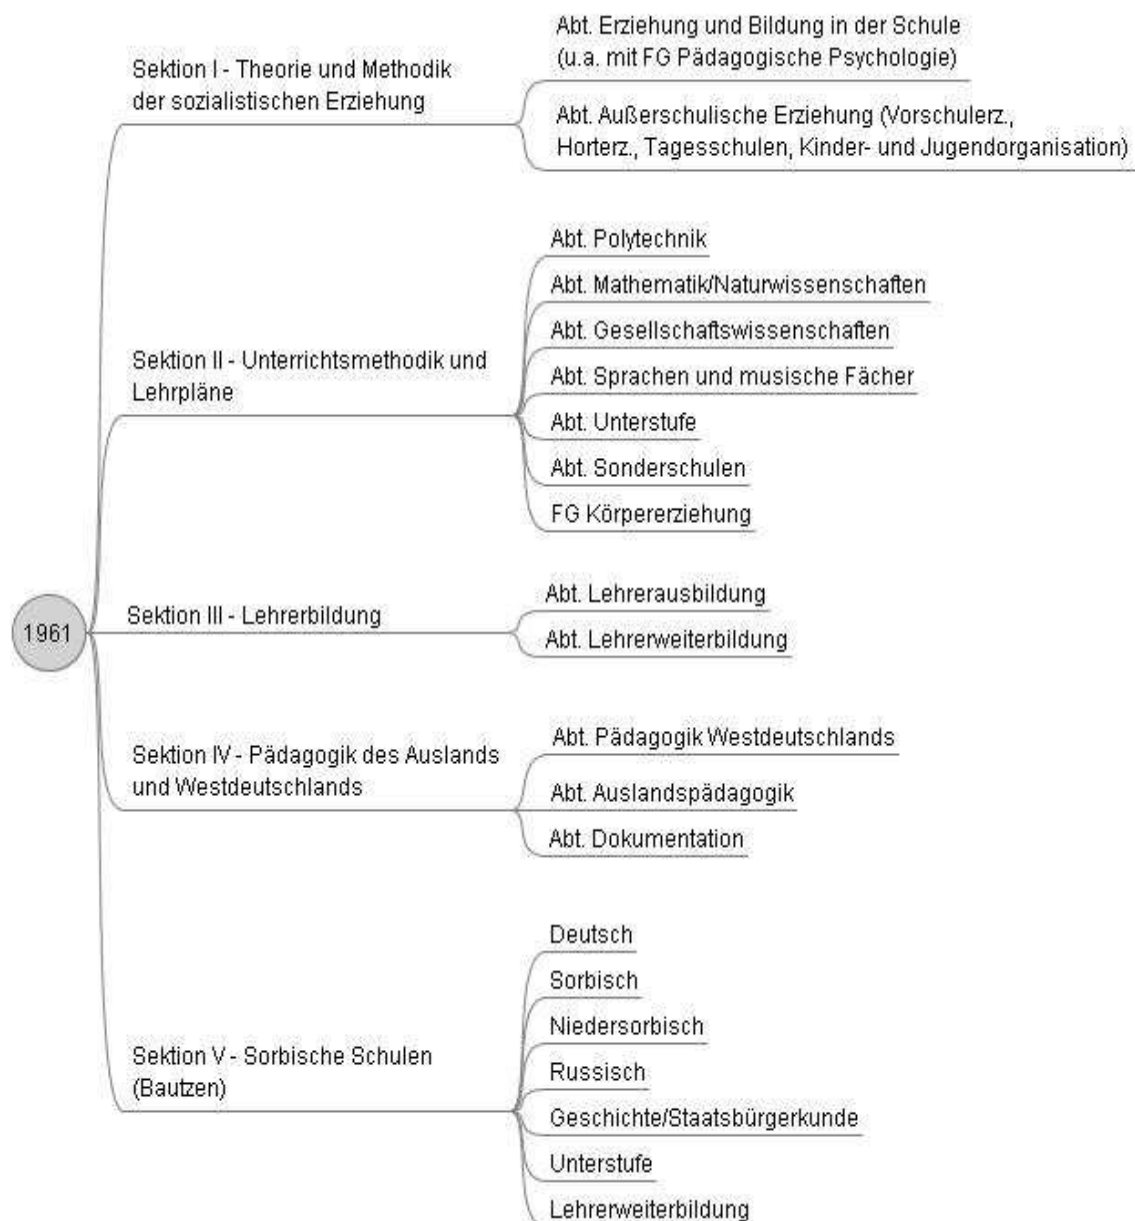 Abt. Erziehung und Bildung in der Schule
(u.a. mit FG Pädagogische Psychologie)
Sektion I - Theorie und Methodik
der sozialistischen Erziehung
Abt. Außerschulische Erziehung (Vorschulerz.,
Horterz., Tagesschulen, Kinder- und Jugendorganisation)
Abt. Polytechnik
Abt. Mathematik/Naturwissenschaften
Abt. Gesellschaftswissenschaften
Sektion II - Unterrichtsmethodik und
Lehrpläne
Abt. Sprachen und musische Fächer
Abt. Unterstufe
Abt. Sonderschulen
FG Körpererziehung
1961
Sektion III - Lehrerbildung
Abt. Lehrerausbildung
Abt. Lehrerweiterbildung
Sektion IV - Pädagogik des Auslands
und Westdeutschlands
Abt. Pädagogik Westdeutschlands
Abt. Auslandspädagogik
Abt. Dokumentation
Sektion V - Sorbische Schulen
(Bautzen)
Deutsch
Sorbisch
Niedersorbisch
Russisch
Geschichte/Staatsbürgerkunde
Unterstufe
Lehrerweiterbildung